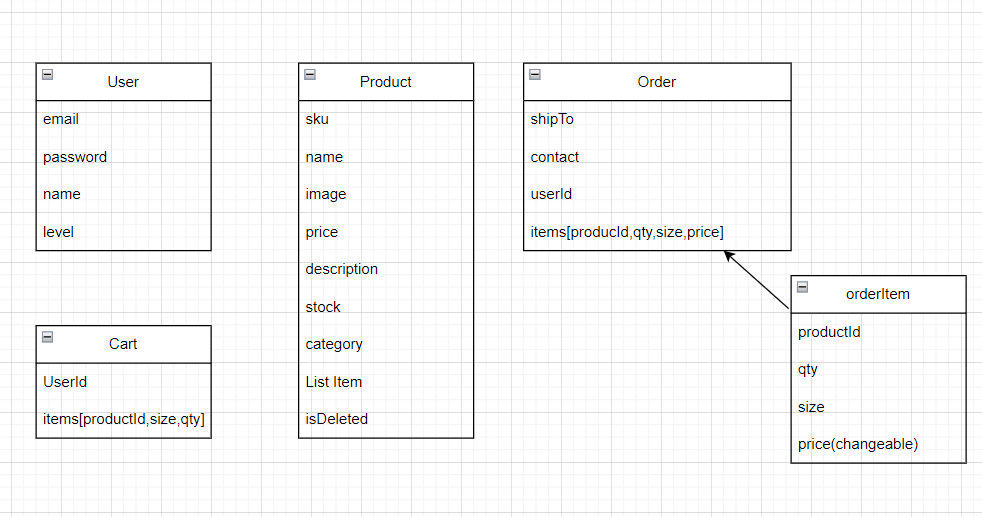 User
email
password
name
level
Cart
UserId
items[productId,size,qty]
Product
sku
name
image
price
description
stock
category
List Item
isDeleted
Order
shipTo
contact
userId
items[producId,qty,size,price]
orderItem
productId
qty
size
price(changeable)